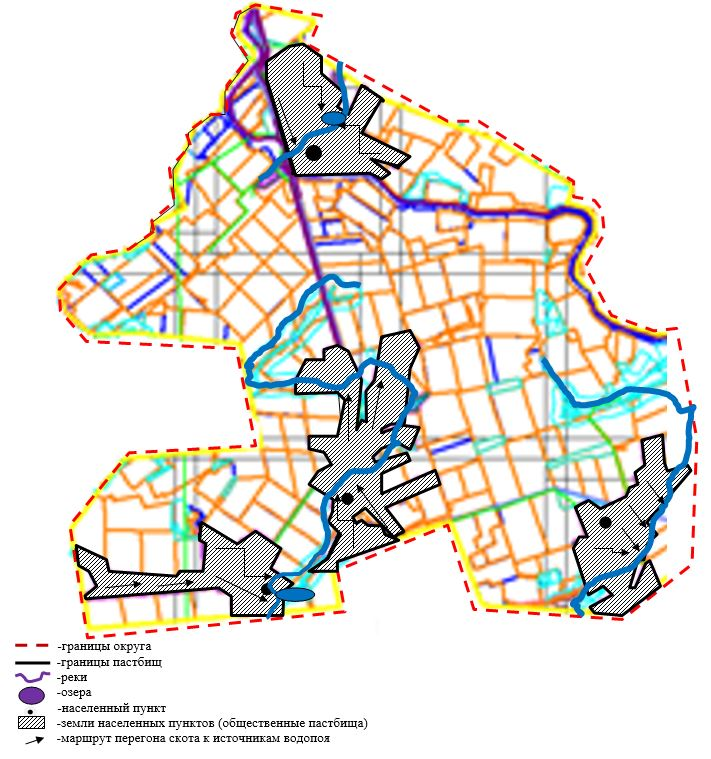 -границы округа
-границы пастбищ
-реки
-озера
-населенный пункт
-земли населенных пунктов (общественные пастбища)
-маршрут перегона скота к источникам водопоя